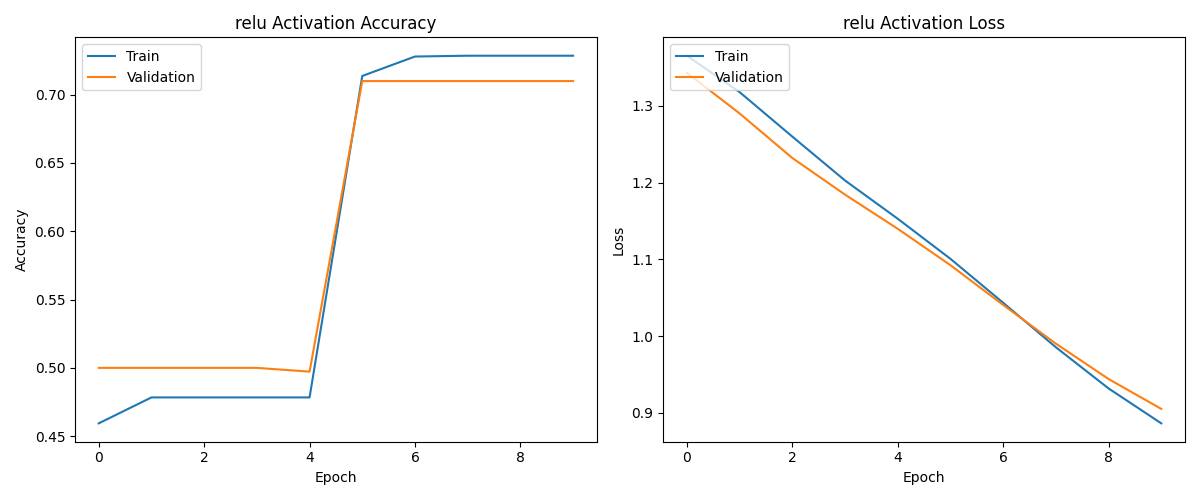 relu Activation Accuracy
Train
Validation
0.70
0.65
0.60
0.55
0.50
0.45
Accuracy
0 2 4 6 8
Epoch
relu Activation Loss
Train
Validation
1.3
1.2
1.1
1.0
0.9
Loss
0 2 4 6 8
Epoch